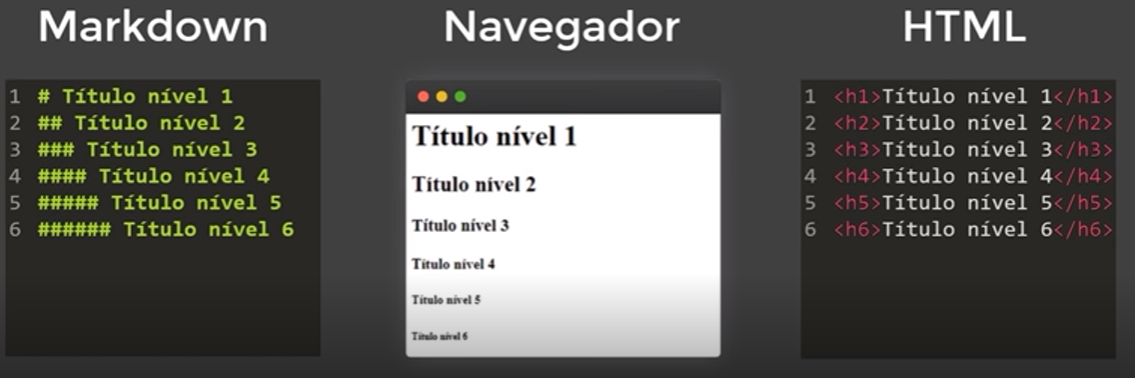 Markdown
1 # Título nível 1
2 ## Título nível 2
3 ### Título nível 3
4 #### Título nível 4
5 ##### Título nível 5
6 ###### Título nível 6
Navegador
Título nível 1
Título nível 2
Título nível 3
Título nível 4
Título nível 5
Título nível 6
HTML
1 <h1>Título nível 1</h1>
2 <h2>Título nível 2</h2>
3 <h3>Título nível 3</h3>
4 <h4>Título nível 4</h4>
5 <h5>Título nível 5</h5>
6 <h6>Título nível 6</h6>